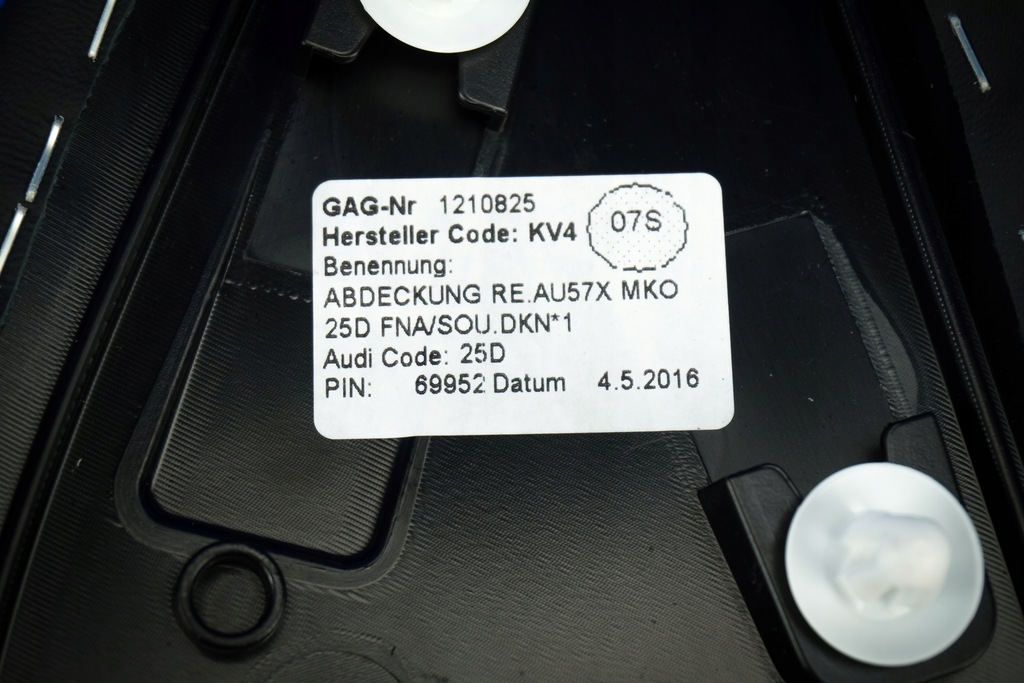 GAG-Nr 1210825
07S
Hersteller Code: KV4
Benennung:
ABDECKUNG RE.AU57X MKO
25D FNA/SOU.DKN*1
Audi Code: 25D
PIN: 69952 Datum 4.5.2016